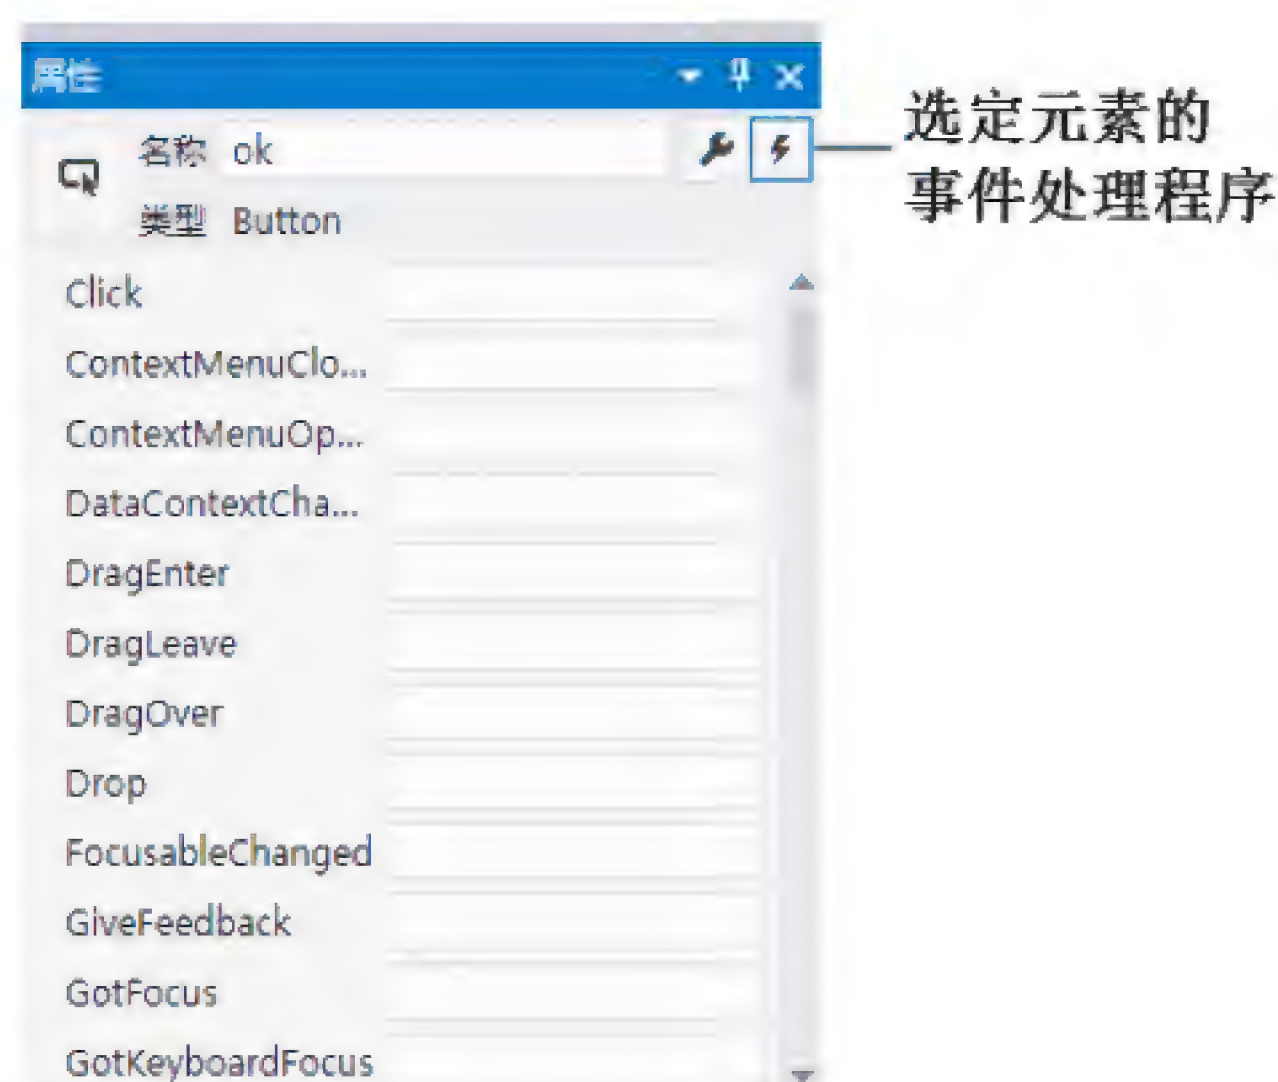 属性
名称 ok
类型 Button
选定元素的
事件处理程序
Click
ContextMenuClo...
ContextMenuOp...
DataContextCha...
DragEnter
DragLeave
DragOver
Drop
FocusableChanged
GiveFeedback
GotFocus
GotKeyboardFocus